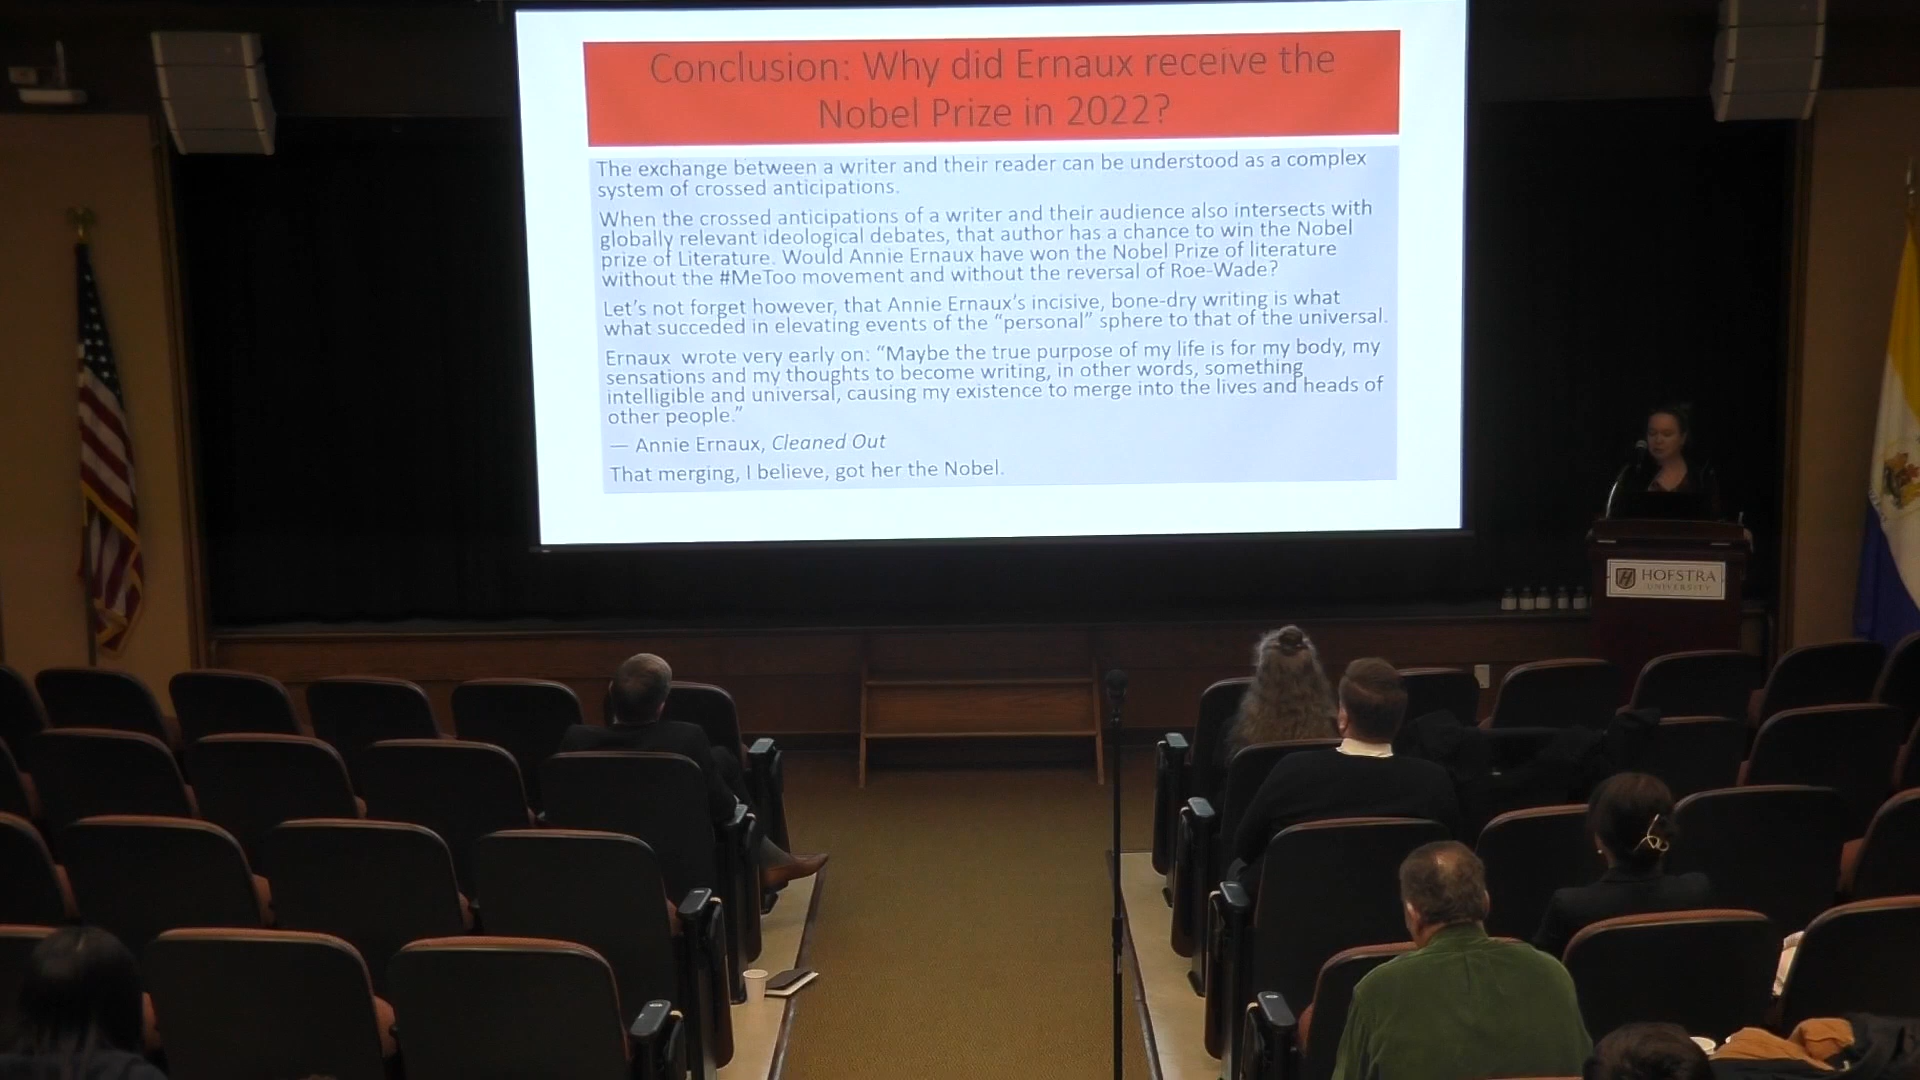 Conclusion: Why did Ernaux receive the
Nobel Prize in 2022?
The exchange between a writer and their reader can be understood as a complex
system of crossed anticipations.
When the crossed anticipations of a writer and their audience also intersects with
globally relevant ideological debates, that author has a chance to win the Nobel
prize of Literature. Would Annie Ernaux have won the Nobel Prize of literature
without the #MeToo movement and without the reversal of Roe-Wade?
Let's not forget however, that Annie Ernaux's incisive, bone-dry writing is what
what succeded in elevating events of the “personal” sphere to that of the universal.
Ernaux wrote very early on: “Maybe the true purpose of my life is for my body, my
sensations and my thoughts to become writing, in other words, something
intelligible and universal, causing my existence to merge into the lives and heads of
other people.”
— Annie Ernaux, Cleaned Out
That merging, I believe, got her the Nobel.
HOFSTRA
UNIVERSITY